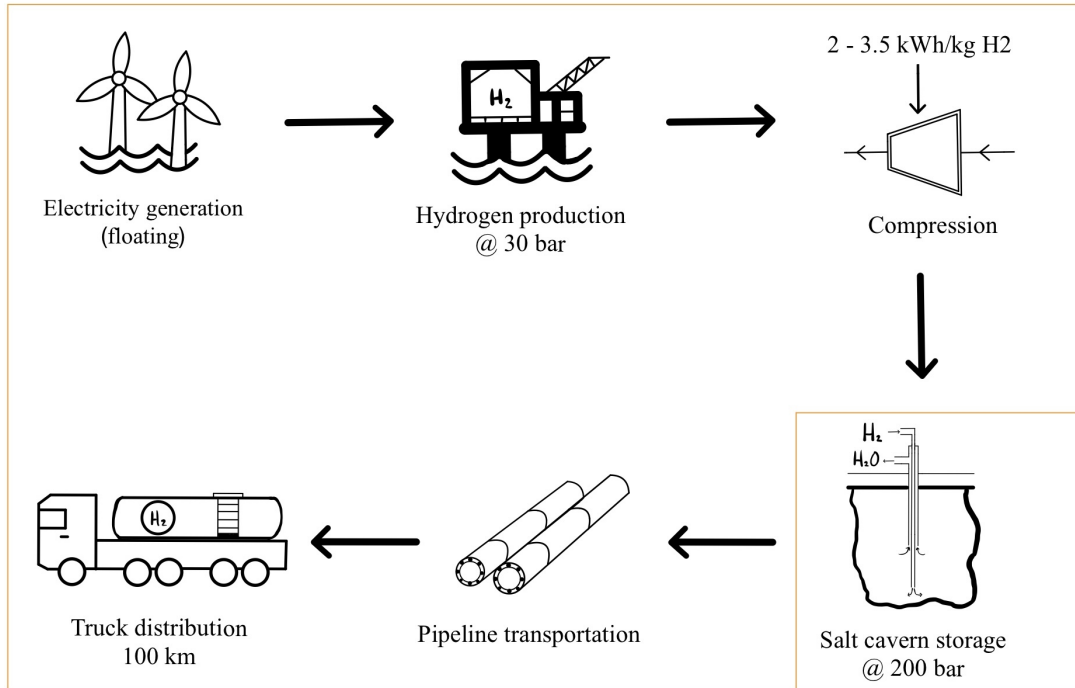 2 - 3.5 kWh/kg H2
H₂
Electricity generation
(floating)
Hydrogen production
@ 30 bar
Compression
H₂
H₂O
H₂
Truck distribution
100 km
Pipeline transportation
Salt cavern storage
@ 200 bar